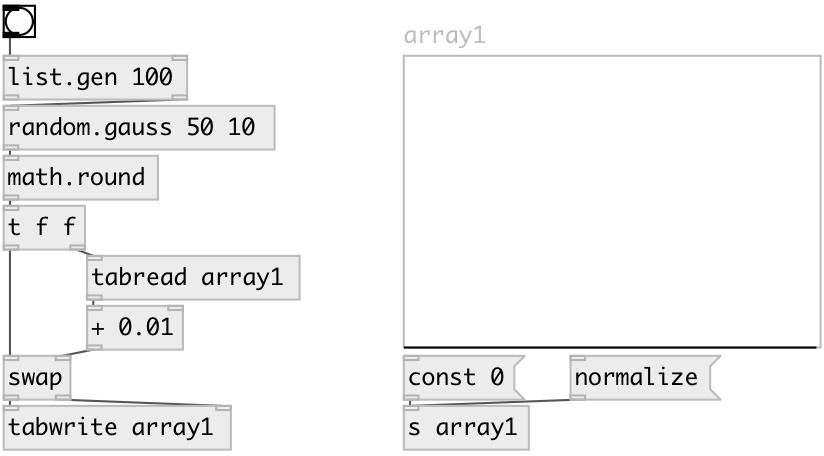 array1
list.gen 100
random.gauss 50 10
math.round
t f f
tabread array1
+ 0.01
swap
const 0
normalize
tabwrite array1
s array1